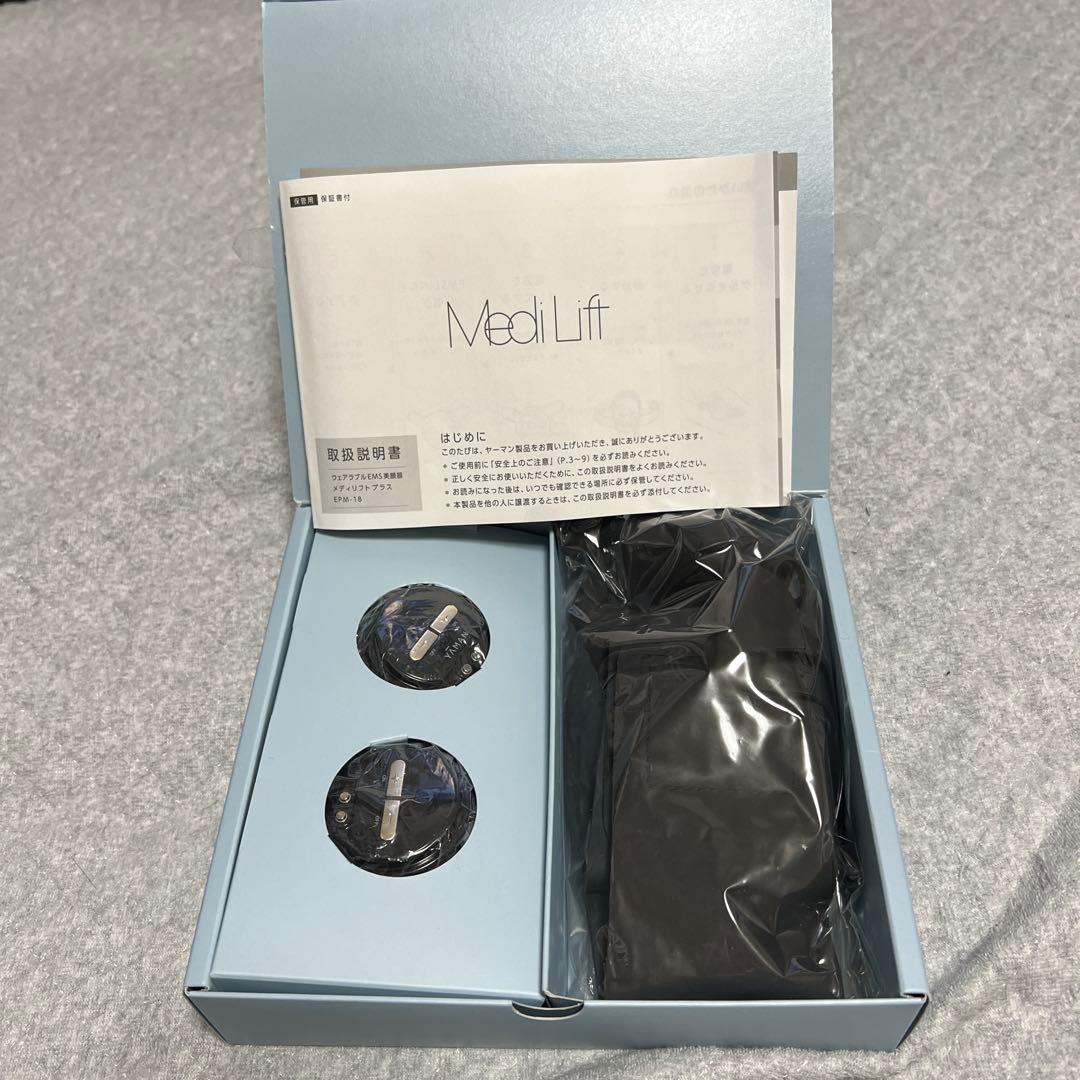 保管用 保証書付
Medi Lift
取扱説明書
ウェアラブルEMS美顔器
メディリフト プラス
EPM-18
はじめに
このたびは、ヤーマン製品をお買い上げいただき、誠にありがとうございます。
* ご使用前に「安全上のご注意」(P.3~9)を必ずお読みください。
* 正しく安全にお使いいただくために、この取扱説明書をよくお読みください。
* お読みになった後は、いつでも確認できる場所に必ず保管してください。
* 本製品を他の人に譲渡するときは、この取扱説明書を必ず添付してください。
YAMAN